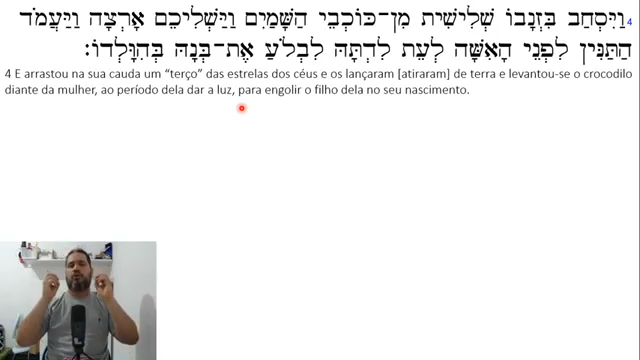 4 וַיִּסְחַב בִּזְנָבוֹ שְׁלִישִׁית מִן־כּוֹכְבֵי הַשָּׁמַיִם וַיַּשְׁלִיכֵם אָרְצָה וַיַּעֲמֹד
הַתַּנִּין לִפְנֵי הָאִשָּׁה לְעֵת לִדְתָּהּ לִבְלֹעַ אֶת־בְּנָהּ בְּהִוָּלְדוֹ׃
4 E arrastou na sua cauda um “terço” das estrelas dos céus e os lançaram [atiraram] de terra e levantou-se o crocodilo
diante da mulher, ao período dela dar a luz, para engolir o filho dela no seu nascimento.